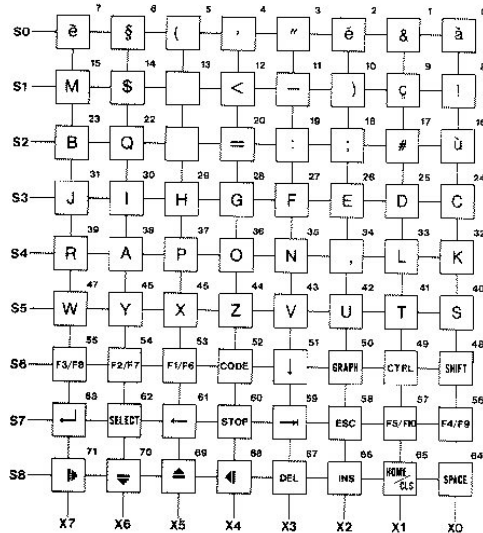 7 6 5 4 3 2 1
S0 è § ( ' " é & à
15 14 13 12 11 10 9 8
S1 M $ < – ) ç !
23 22 20 19 18 17 16
S2 B Q = : ; # ù
31 30 29 28 27 26 25 24
S3 J I H G F E D C
39 38 37 36 35 34 33 32
S4 R A P O N , L K
47 45 45 44 43 42 41 40
S5 W Y X Z V U T S
55 54 53 52 51 50 49 48
S6 F3/F8 F2/F7 F1/F6 CODE ↓ GRAPH CTRL SHIFT
63 62 61 60 59 58 57 56
S7 ↵ SELECT ← STOP →| ESC F5/F10 F4/F9
71 70 69 68 67 66 65 64
S8 DEL INS HOME/CLS SPACE
X7 X6 X5 X4 X3 X2 X1 X0